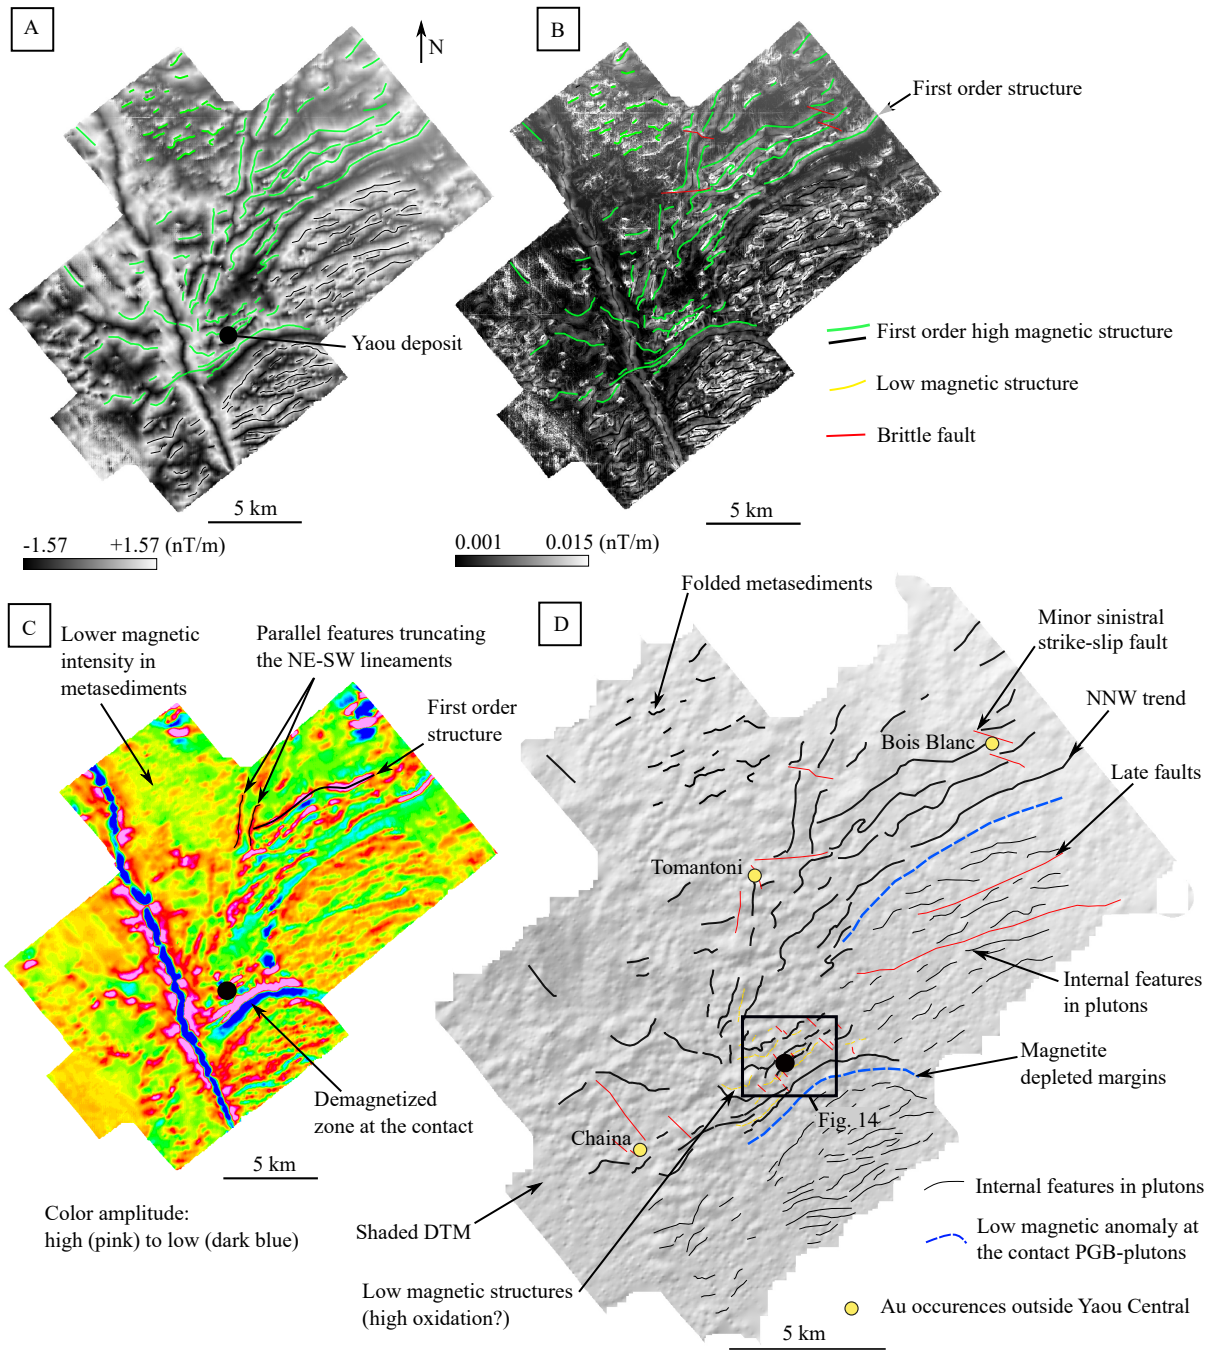 A
N
Yaou deposit
5 km
-1.57 +1.57 (nT/m)
B
First order structure
First order high magnetic structure
Low magnetic structure
Brittle fault
5 km
0.001 0.015 (nT/m)
C
Lower magnetic
intensity in
metasediments
Parallel features truncating
the NE-SW lineaments
First order
structure
Demagnetized
zone at the contact
5 km
Color amplitude:
high (pink) to low (dark blue)
D
Folded metasediments
Minor sinistral
strike-slip fault
NNW trend
Bois Blanc
Late faults
Tomantoni
Internal features
in plutons
Magnetite
depleted margins
Fig. 14
Chaina
Shaded DTM
Low magnetic structures
(high oxidation?)
Internal features in plutons
Low magnetic anomaly at
the contact PGB-plutons
Au occurences outside Yaou Central
5 km